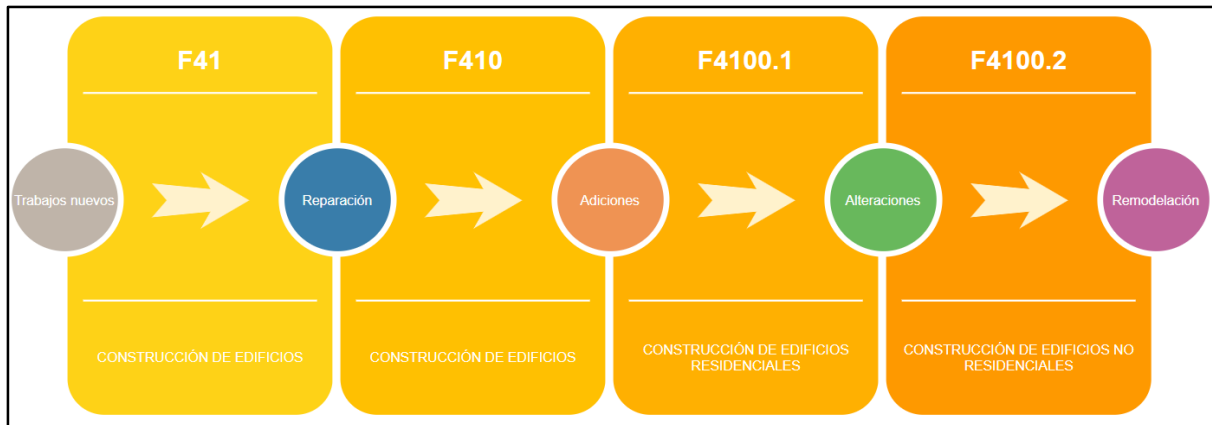 F41
F410
F4100.1
F4100.2
Trabajos nuevos
Reparación
Adiciones
Alteraciones
Remodelación
CONSTRUCCIÓN DE EDIFICIOS
CONSTRUCCIÓN DE EDIFICIOS
CONSTRUCCIÓN DE EDIFICIOS
RESIDENCIALES
CONSTRUCCIÓN DE EDIFICIOS NO
RESIDENCIALES